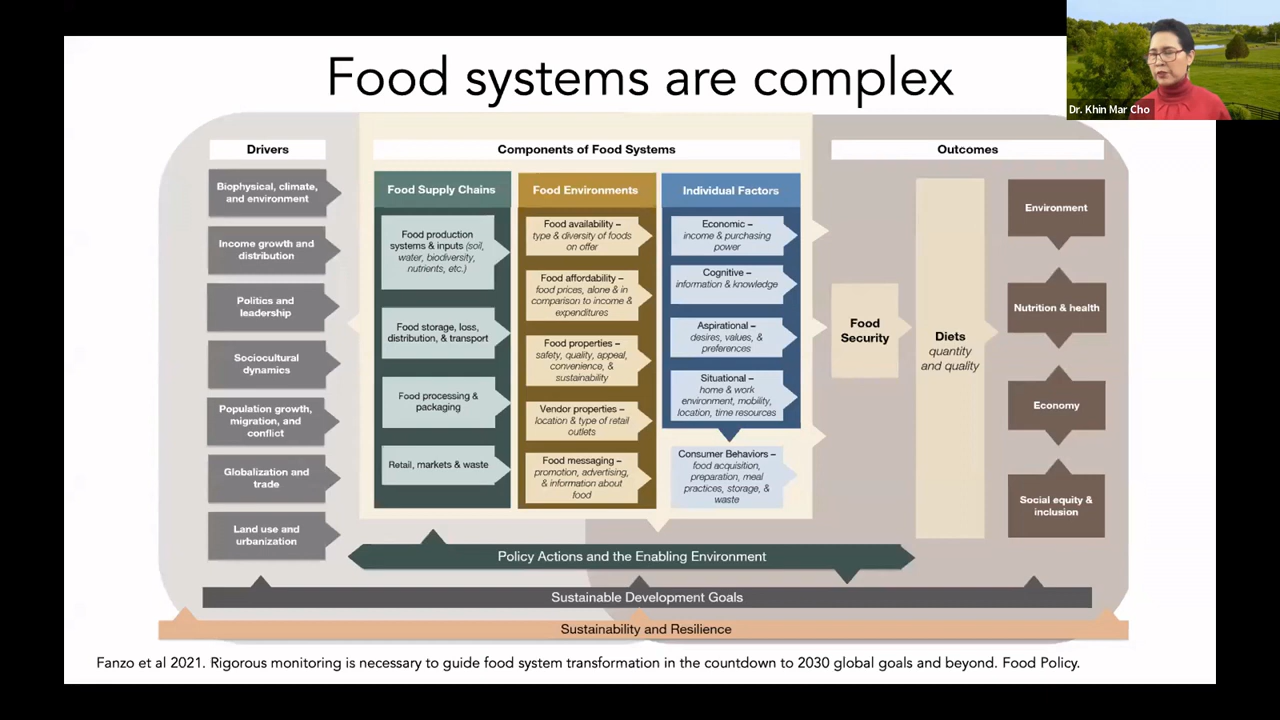 Food systems are complex
Dr. Khin Mar Cho
Drivers
Biophysical, climate,
and environment
Income growth and
distribution
Politics and
leadership
Sociocultural
dynamics
Population growth,
migration, and
conflict
Globalization and
trade
Land use and
urbanization
Components of Food Systems
Food Supply Chains
Food production
systems & inputs (soil,
water, biodiversity,
nutrients, etc.)
Food storage, loss,
distribution, & transport
Food processing &
packaging
Retail, markets & waste
Food Environments
Food availability –
type & diversity of foods
on offer
Food affordability –
food prices, alone & in
comparison to income &
expenditures
Food properties –
safety, quality, appeal,
convenience, &
sustainability
Vendor properties –
location & type of retail
outlets
Food messaging –
promotion, advertising,
& information about
food
Individual Factors
Economic –
income & purchasing
power
Cognitive –
information & knowledge
Aspirational –
desires, values, &
preferences
Situational –
home & work
environment, mobility,
location, time resources
Consumer Behaviors –
food acquisition,
preparation, meal
practices, storage, &
waste
Outcomes
Food
Security
Diets
quantity
and quality
Environment
Nutrition & health
Economy
Social equity &
inclusion
Policy Actions and the Enabling Environment
Sustainable Development Goals
Sustainability and Resilience
Fanzo et al 2021. Rigorous monitoring is necessary to guide food system transformation in the countdown to 2030 global goals and beyond. Food Policy.